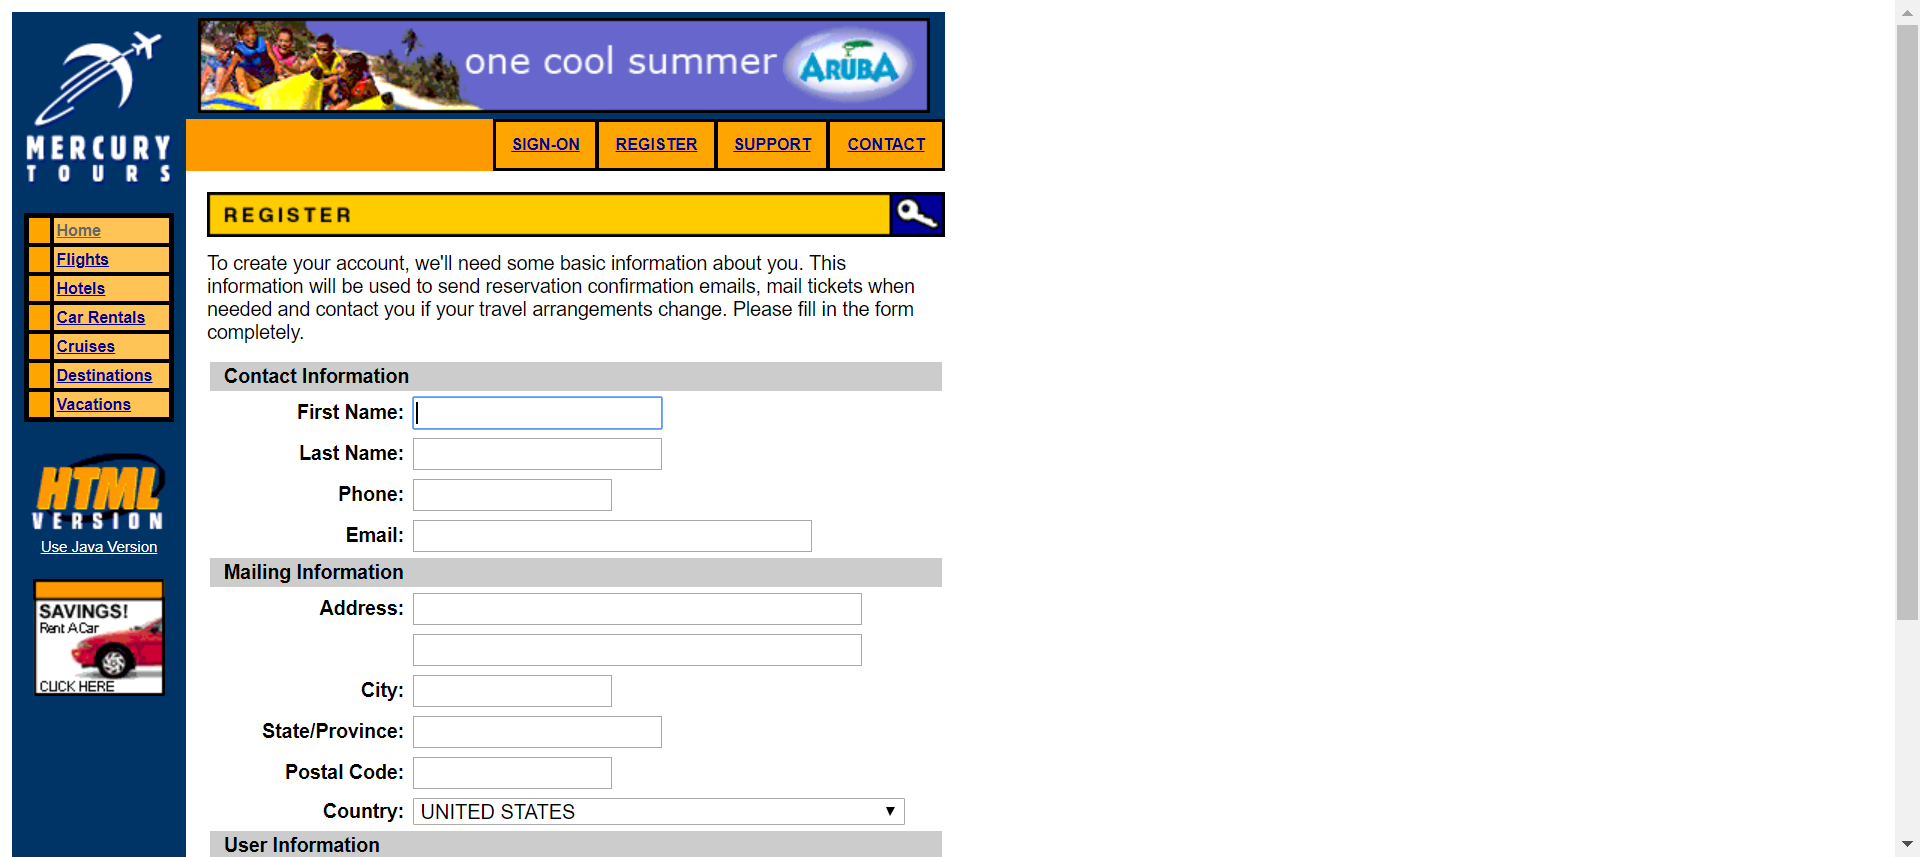 one cool summer ARUBA
MERCURY
TOURS
SIGN-ON REGISTER SUPPORT CONTACT
REGISTER
Home
Flights
Hotels
Car Rentals
Cruises
Destinations
Vacations
HTML
VERSION
Use Java Version
SAVINGS!
Rent A Car
CLICK HERE
To create your account, we'll need some basic information about you. This
information will be used to send reservation confirmation emails, mail tickets when
needed and contact you if your travel arrangements change. Please fill in the form
completely.
Contact Information
First Name:
Last Name:
Phone:
Email:
Mailing Information
Address:
City:
State/Province:
Postal Code:
Country: UNITED STATES
User Information